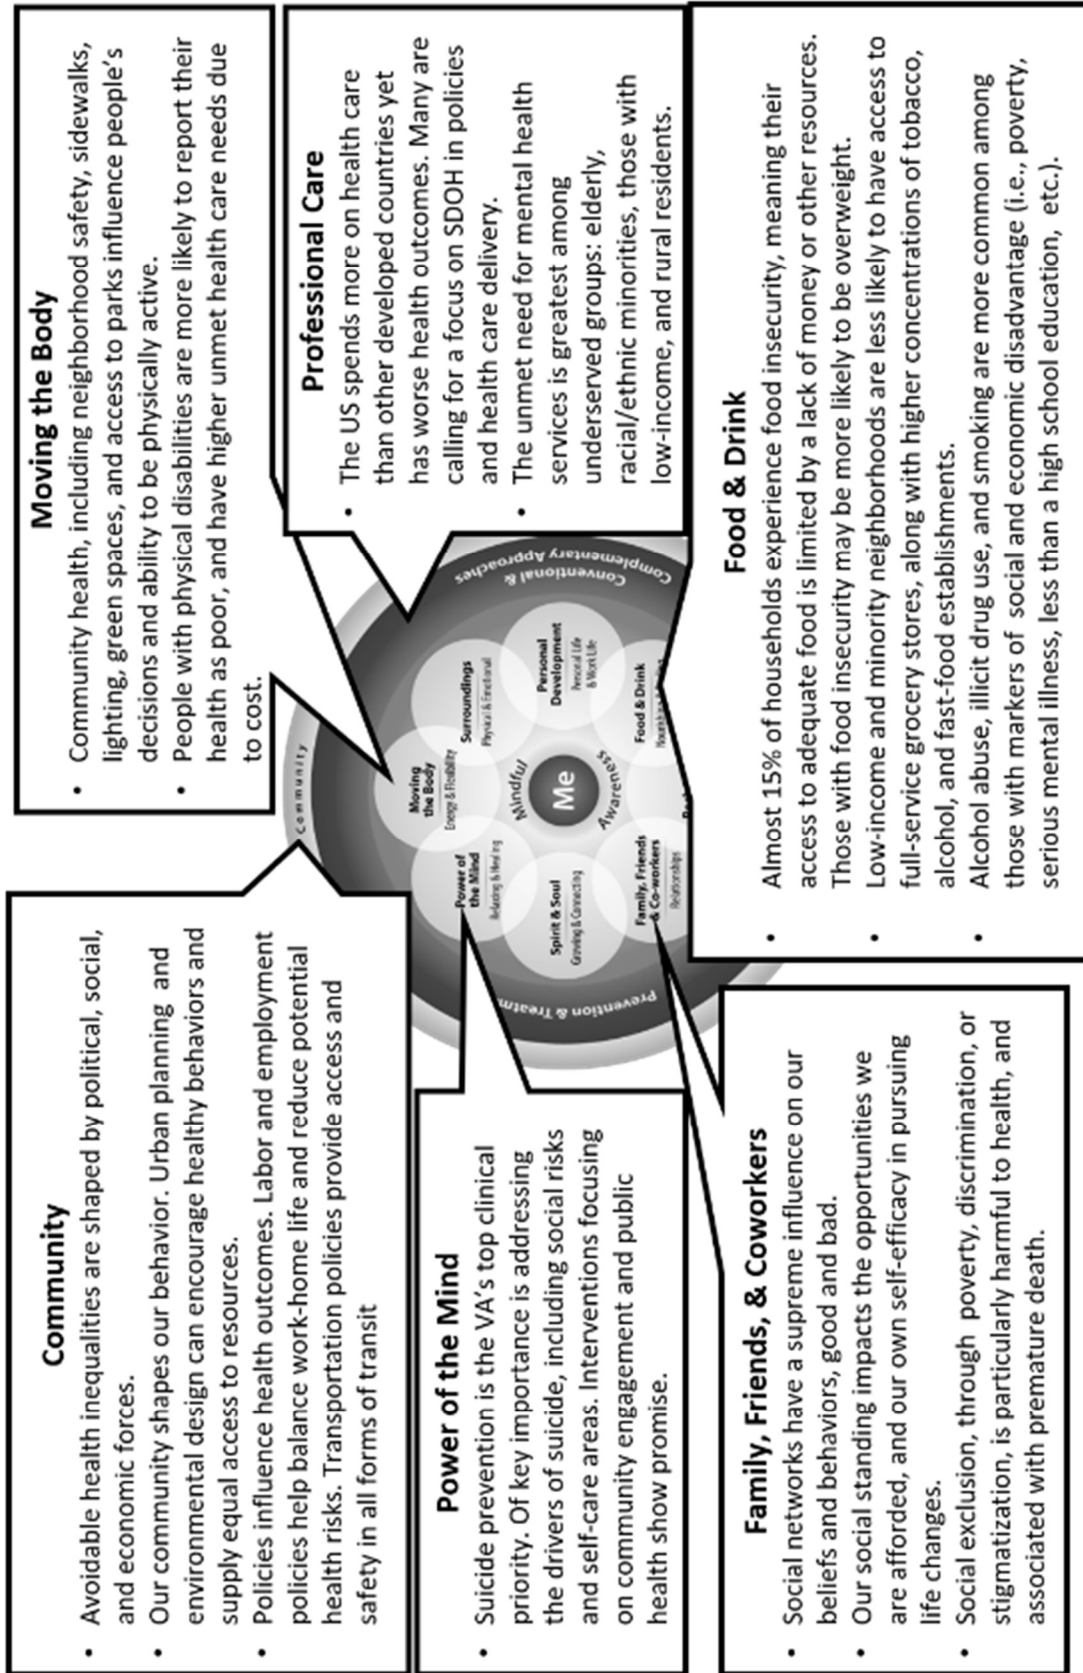 Community
• Avoidable health inequalities are shaped by political, social,
and economic forces.
• Our community shapes our behavior. Urban planning and
environmental design can encourage healthy behaviors and
supply equal access to resources.
• Policies influence health outcomes. Labor and employment
policies help balance work-home life and reduce potential
health risks. Transportation policies provide access and
safety in all forms of transit
Moving the Body
• Community health, including neighborhood safety, sidewalks,
lighting, green spaces, and access to parks influence people's
decisions and ability to be physically active.
• People with physical disabilities are more likely to report their
health as poor, and have higher unmet health care needs due
to cost.
Power of the Mind
• Suicide prevention is the VA's top clinical
priority. Of key importance is addressing
the drivers of suicide, including social risks
and self-care areas. Interventions focusing
on community engagement and public
health show promise.
Community
Moving
the Body
Energy & Flexibility
Power of
the Mind
Relaxing & Healing
Surroundings
Physical & Emotional
Mindful
Spirit & Soul
Growing & Connecting
Me
Personal
Development
Personal Life
& Work Life
Awareness
Family, Friends
& Co-workers
Relationships
Food & Drink
Prevention &
Conventional &
Complementary Approaches
Professional Care
• The US spends more on health care
than other developed countries yet
has worse health outcomes. Many are
calling for a focus on SDOH in policies
and health care delivery.
• The unmet need for mental health
services is greatest among
underserved groups: elderly,
racial/ethnic minorities, those with
low-income, and rural residents.
Family, Friends, & Coworkers
• Social networks have a supreme influence on our
beliefs and behaviors, good and bad.
• Our social standing impacts the opportunities we
are afforded, and our own self-efficacy in pursuing
life changes.
• Social exclusion, through poverty, discrimination, or
stigmatization, is particularly harmful to health, and
associated with premature death.
Food & Drink
• Almost 15% of households experience food insecurity, meaning their
access to adequate food is limited by a lack of money or other resources.
Those with food insecurity may be more likely to be overweight.
• Low-income and minority neighborhoods are less likely to have access to
full-service grocery stores, along with higher concentrations of tobacco,
alcohol, and fast-food establishments.
• Alcohol abuse, illicit drug use, and smoking are more common among
those with markers of social and economic disadvantage (i.e., poverty,
serious mental illness, less than a high school education, etc.).